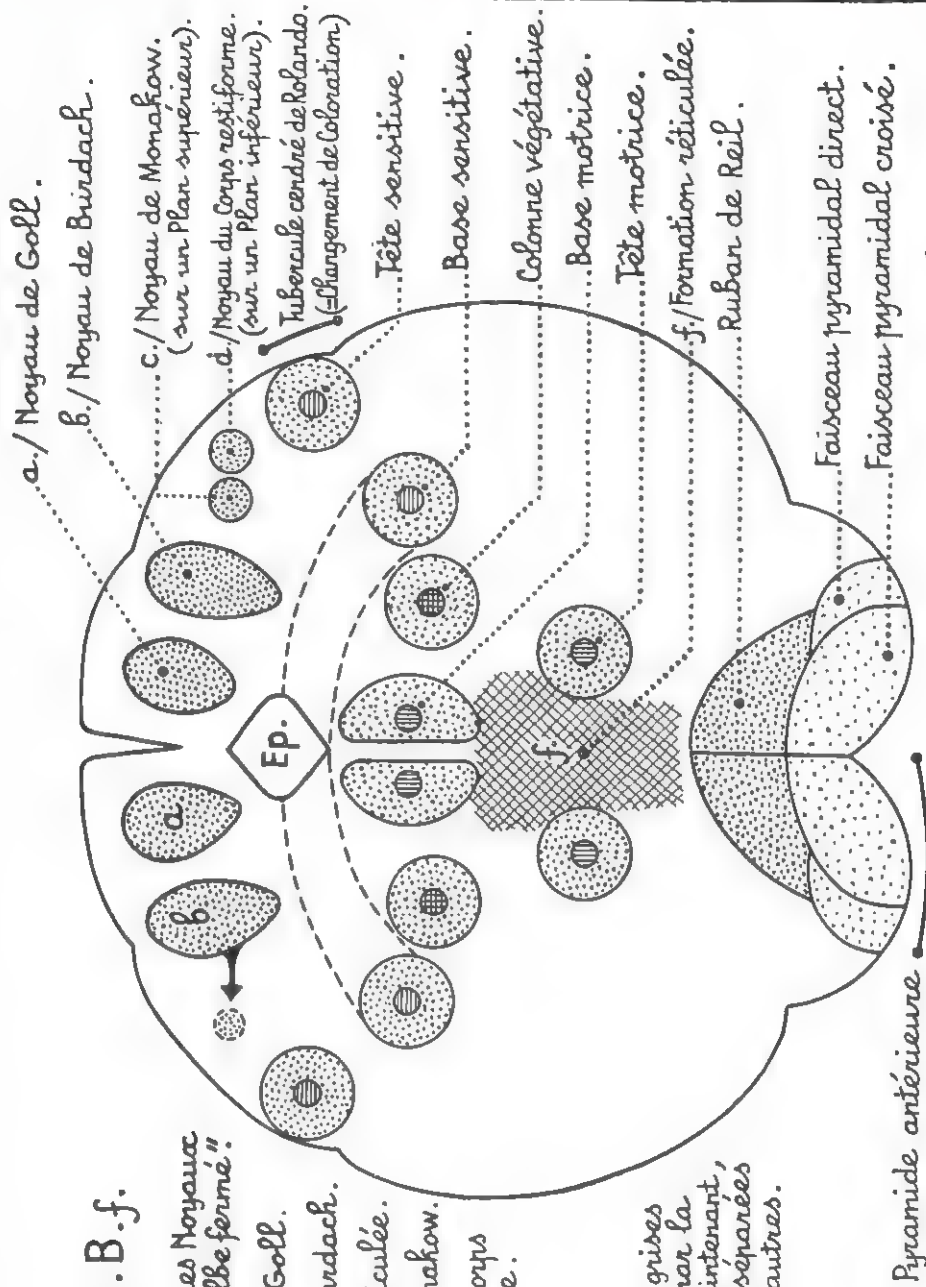 a./Noyau de Goll.
b./Noyau de Burdach.
c./Noyau de Monakow.
(sur un Plan supérieur).
d./Noyau du Corps restiforme.
(sur un Plan inférieur).
Tubercule cendré de Rolando.
(=Changement de Coloration)
Tête sensitive.
Base sensitive.
Colonne végétative.
Base motrice.
Tête motrice.
f./Formation réticulée.
Ruban de Reil.
Faisceau pyramidal direct.
Faisceau pyramidal croisé.
a
b
Ep.
f.
. B.f.
es Noyaux
lbe fermé".
Goll.
rdach.
culée.
nakow.
orps
e.
grises
par la
intenant,
séparées
autres.
Pyramide antérieure